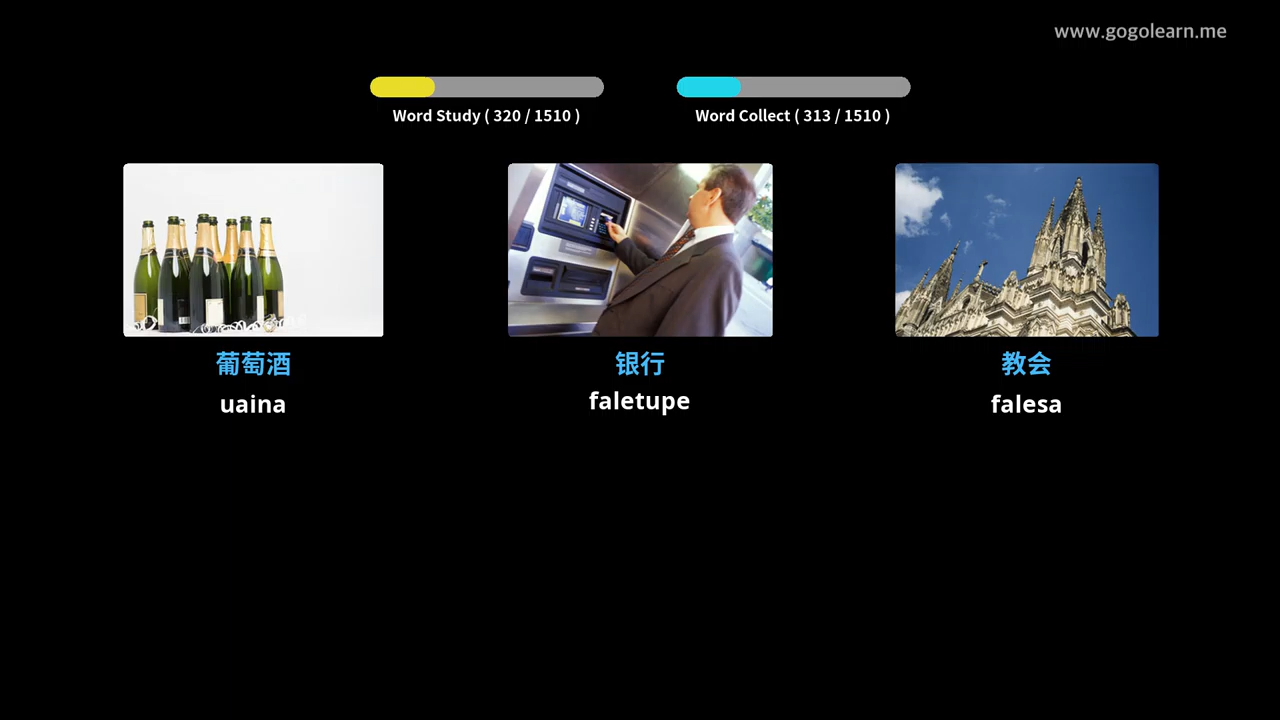 www.gogolearn.me
Word Study ( 320 / 1510 )
Word Collect ( 313 / 1510 )
葡萄酒
uaina
银行
faletupe
教会
falesa